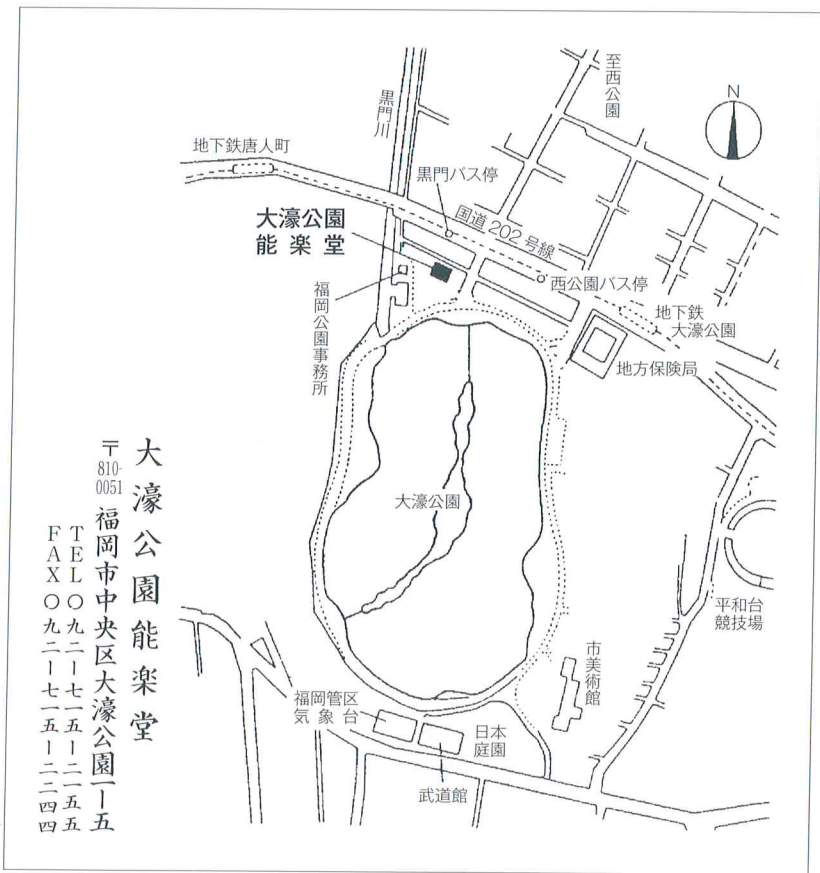 至西公園
N
黒門川
地下鉄唐人町
黒門バス停
国道202号線
大濠公園
能楽堂
西公園バス停
福岡公園事務所
地下鉄
大濠公園
地方保険局
大濠公園
平和台
競技場
市美術館
福岡管区
気象台
日本
庭園
武道館
大濠公園能楽堂
〒810-0051 福岡市中央区大濠公園一ー五
TEL〇九二ー七一五ー二一五五
FAX〇九二ー七一五ー二二四四